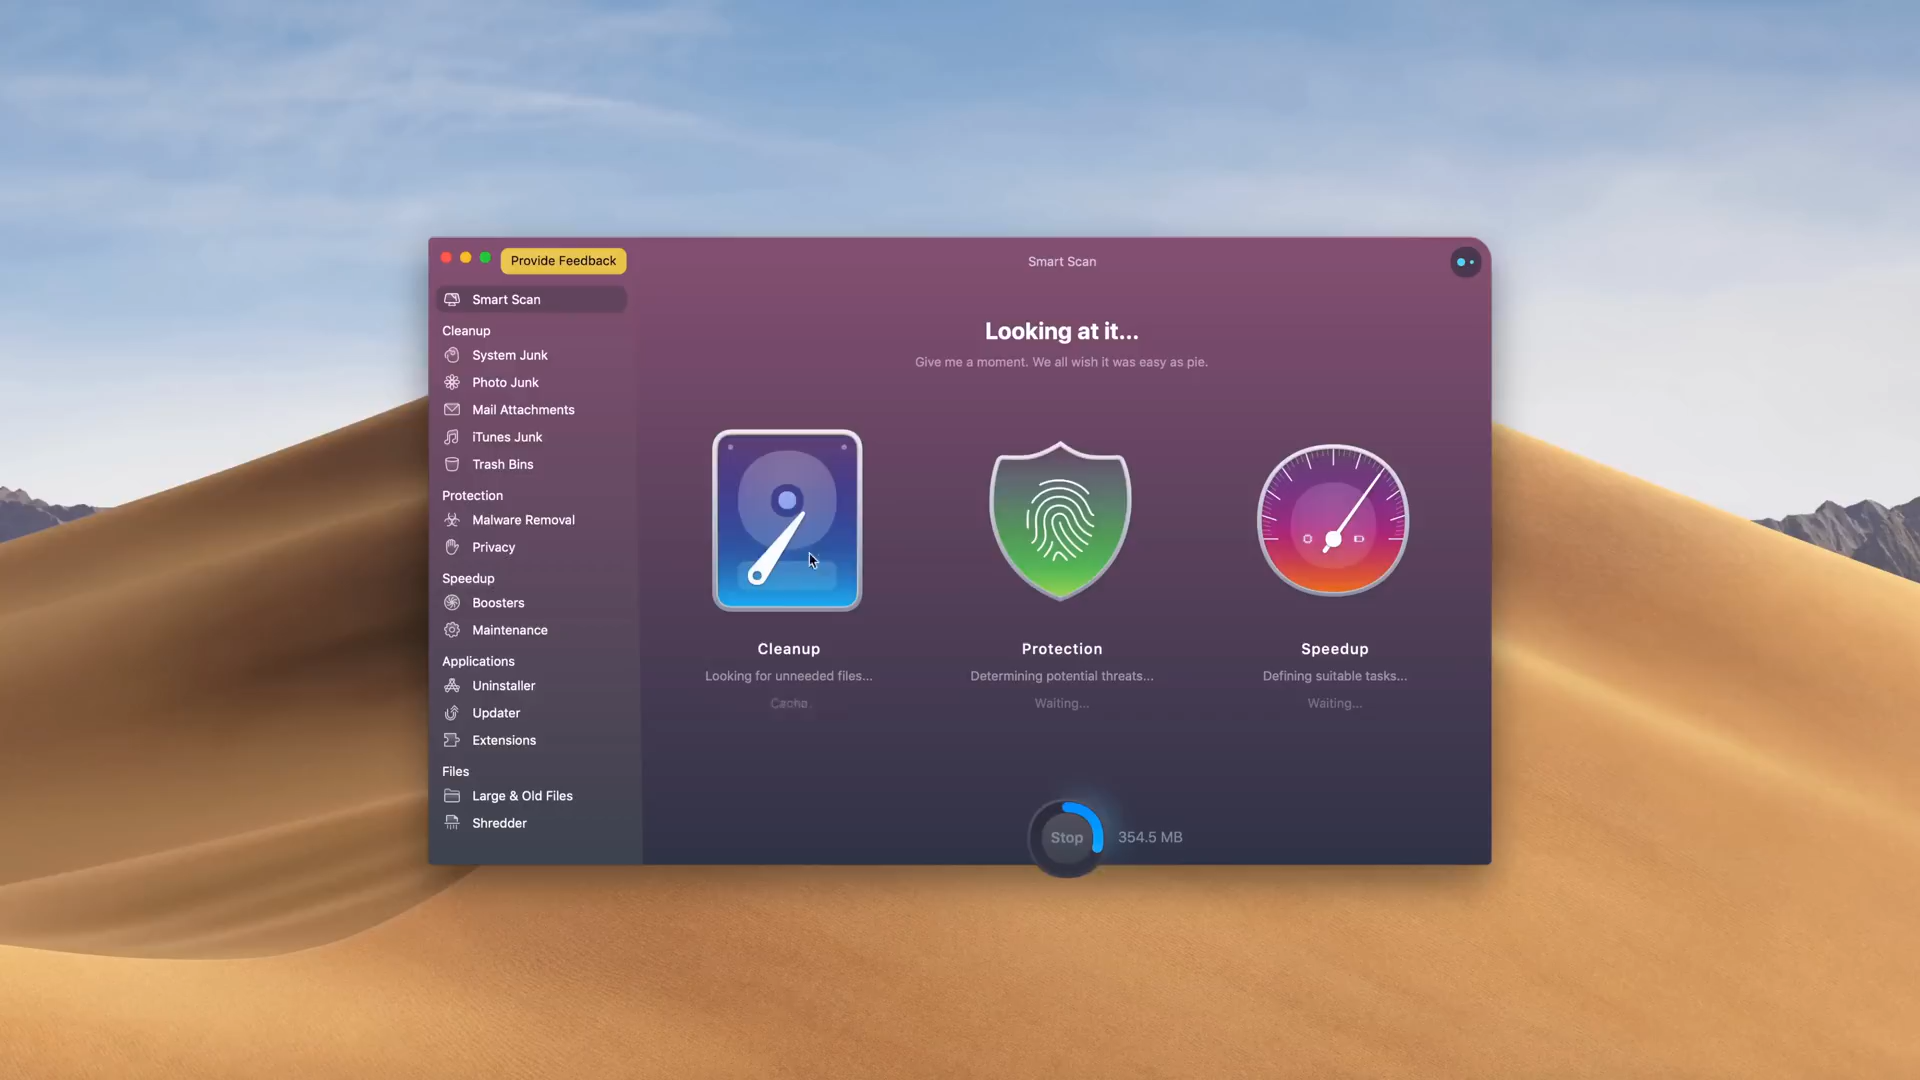 Provide Feedback
Smart Scan
Smart Scan
Cleanup
System Junk
Photo Junk
Mail Attachments
iTunes Junk
Trash Bins
Protection
Malware Removal
Privacy
Speedup
Boosters
Maintenance
Applications
Uninstaller
Updater
Extensions
Files
Large & Old Files
Shredder
Looking at it...
Give me a moment. We all wish it was easy as pie.
Cleanup
Looking for unneeded files...
Protection
Determining potential threats...
Waiting...
Speedup
Defining suitable tasks...
Waiting...
Stop
354.5 MB